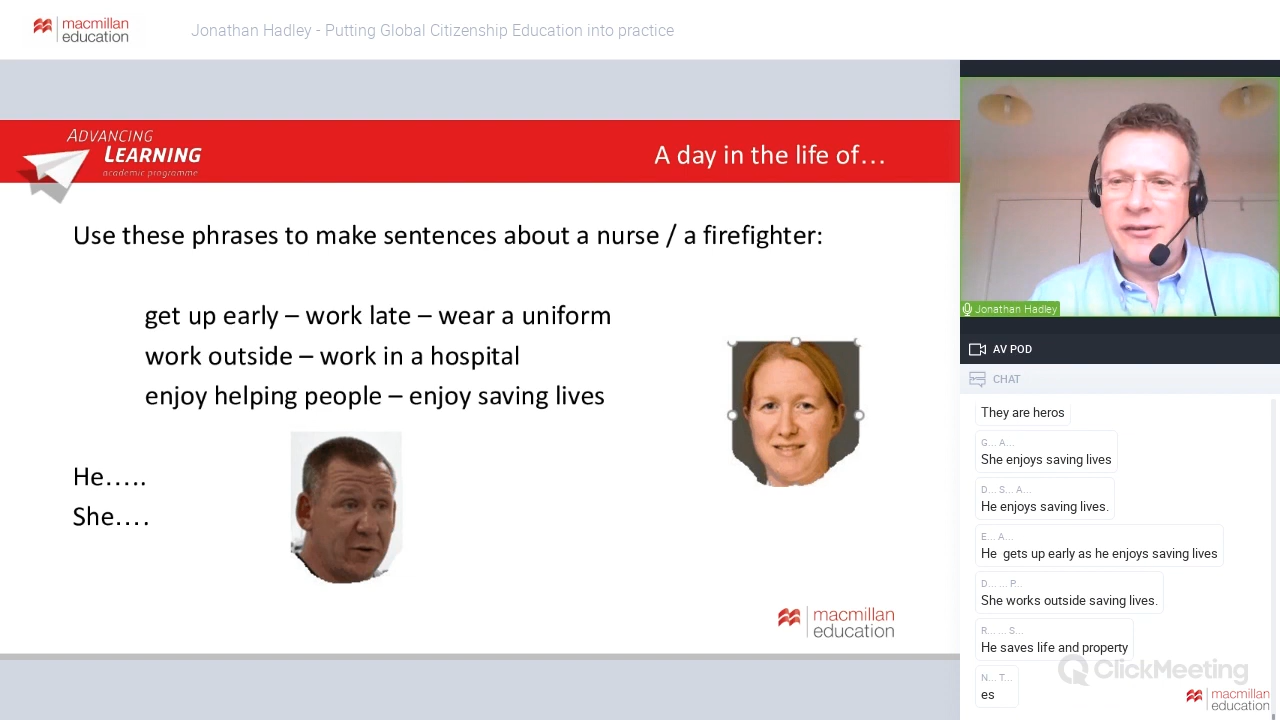 macmillan
education
Jonathan Hadley - Putting Global Citizenship Education into practice
ADVANCING
LEARNING
academic programme
A day in the life of...
Use these phrases to make sentences about a nurse / a firefighter:
get up early – work late – wear a uniform
work outside – work in a hospital
enjoy helping people – enjoy saving lives
He.....
She....
macmillan
education
Jonathan Hadley
AV POD
CHAT
They are heros
G... A...
She enjoys saving lives
D... S... A...
He enjoys saving lives.
E... A...
He gets up early as he enjoys saving lives
D... ... P...
She works outside saving lives.
R... ... S...
He saves life and property
N... T...
es
ClickMeeting
macmillan
education